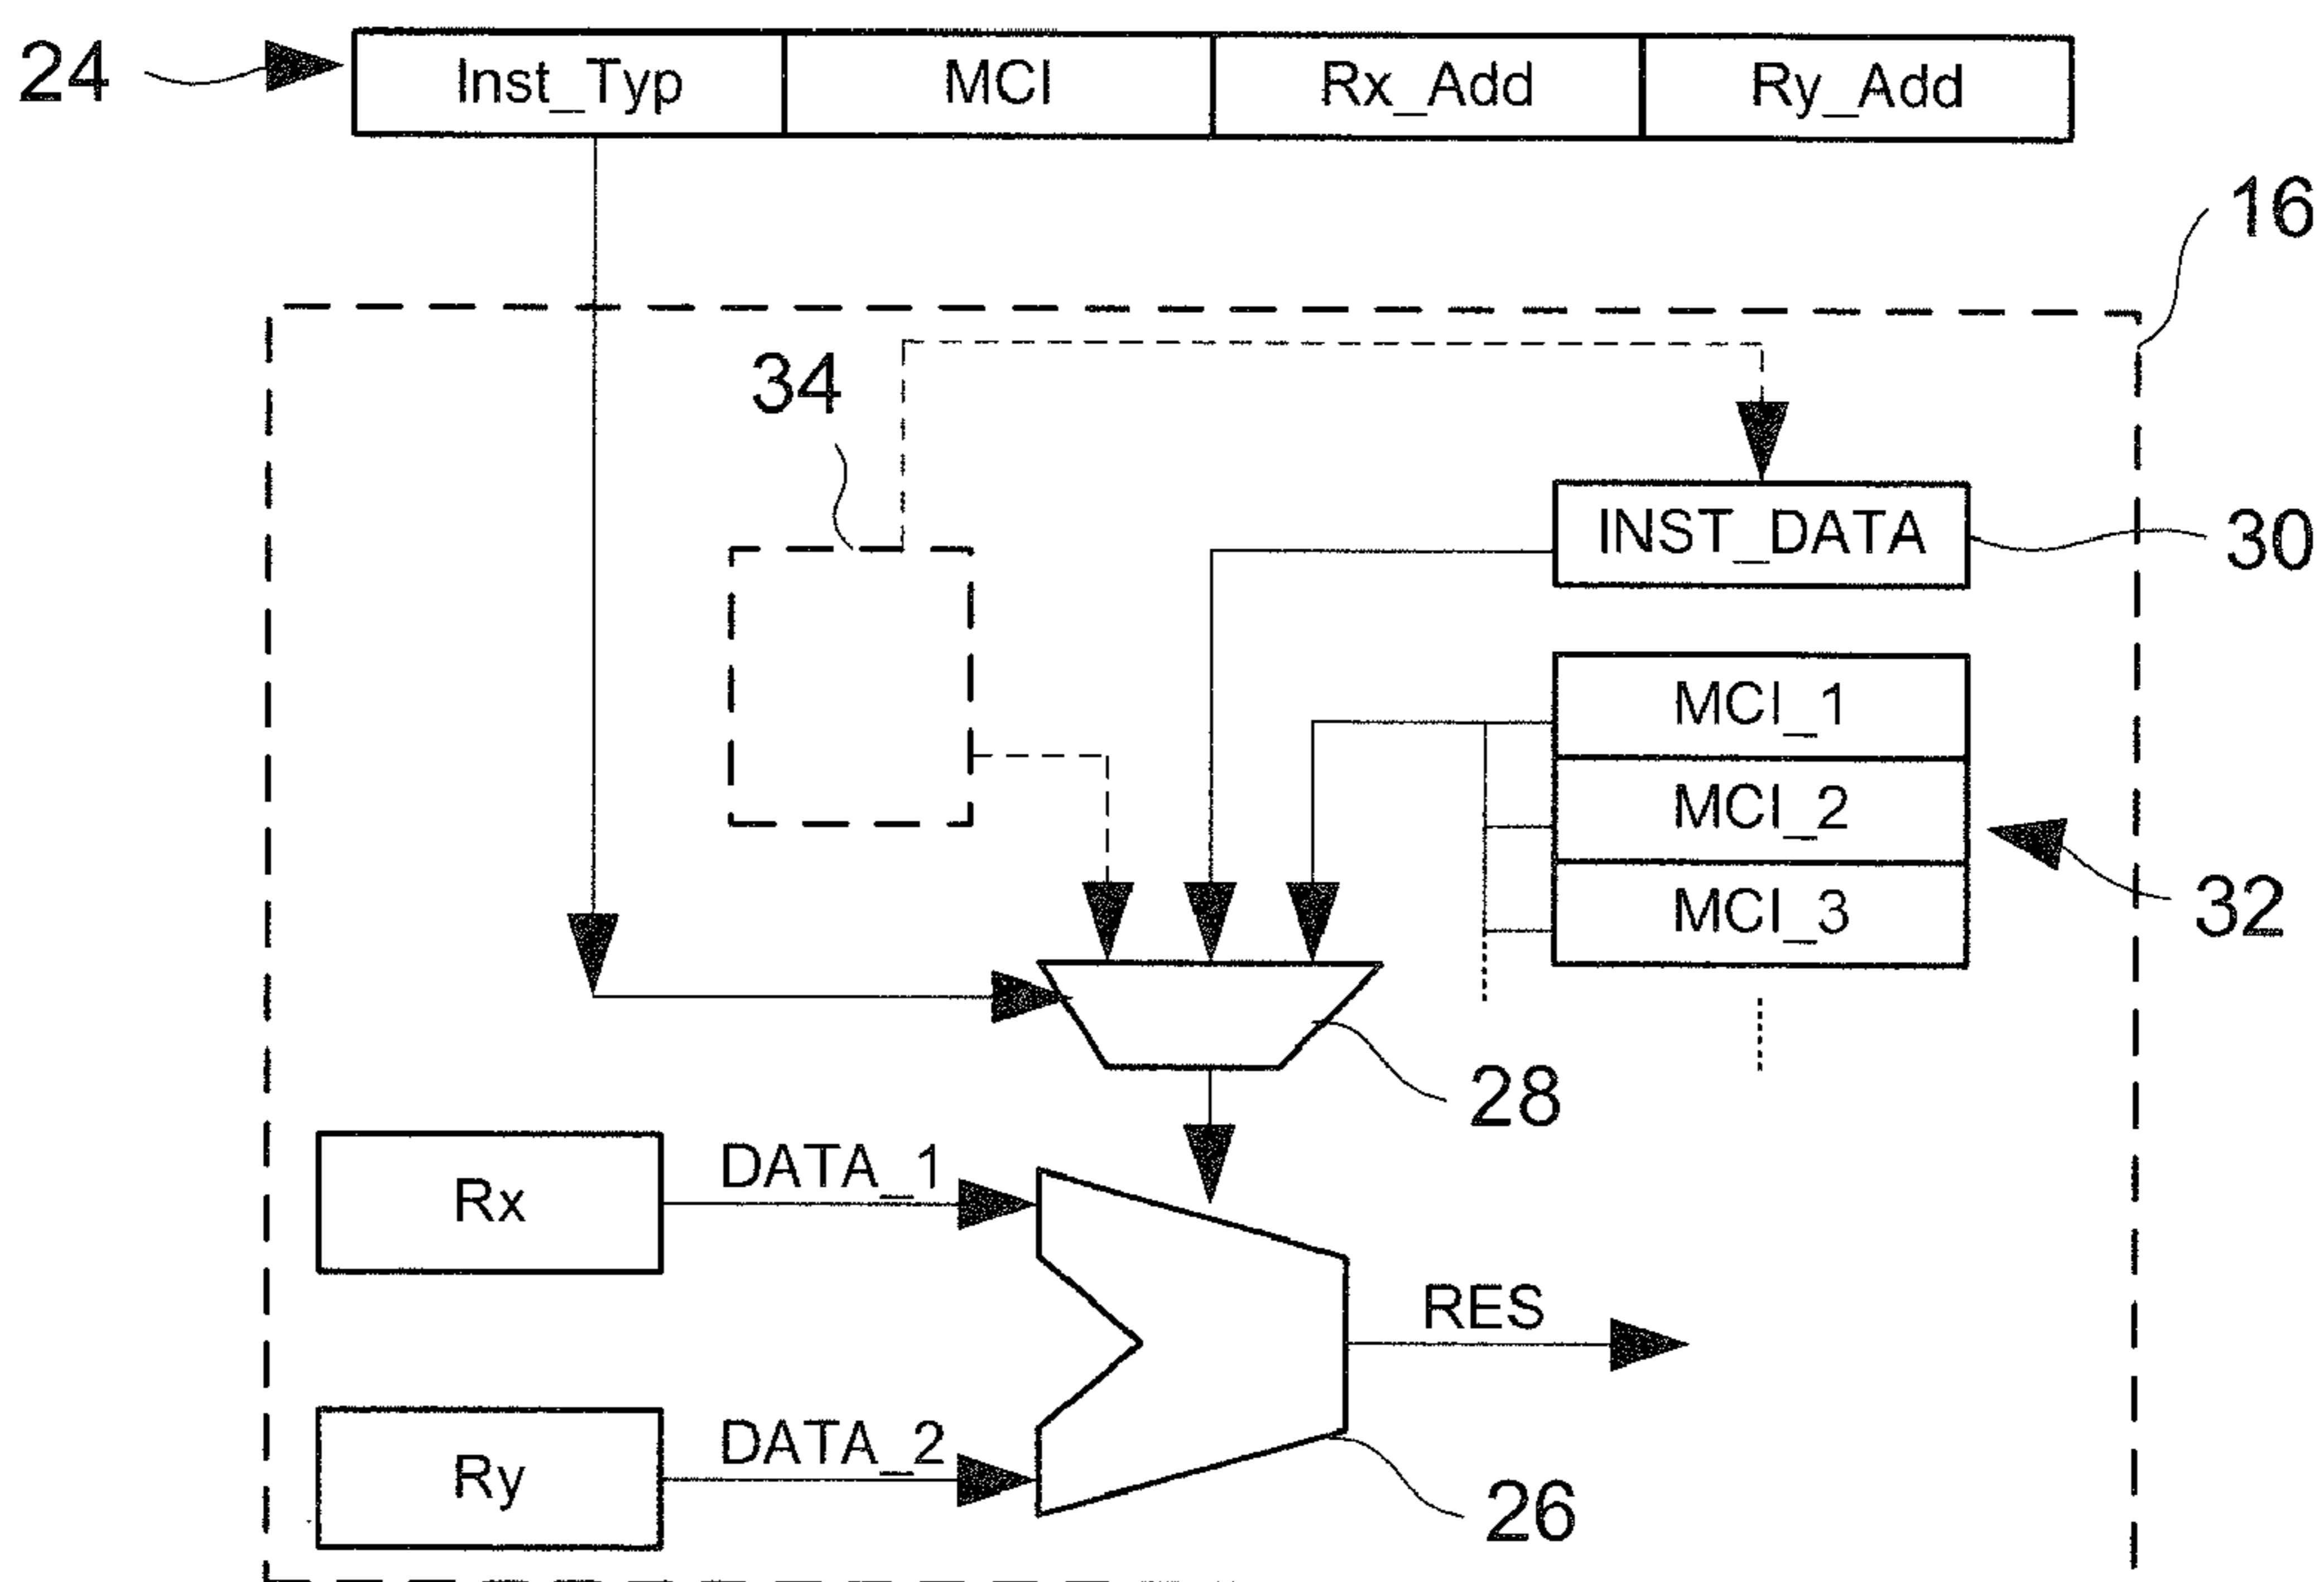 24
Inst_Typ MCI Rx_Add Ry_Add
16
34
INST_DATA
30
MCI_1
MCI_2
MCI_3
32
28
Rx
DATA_1
RES
Ry
DATA_2
26